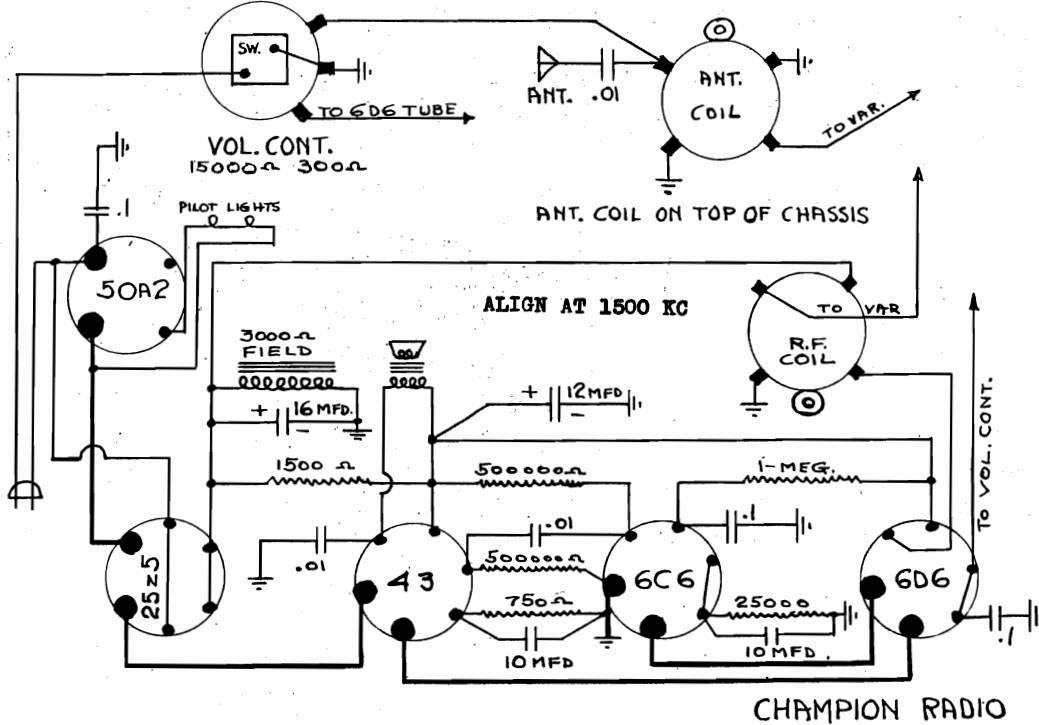 SW.
TO 6D6 TUBE
VOL. CONT.
15000Ω 300Ω
ANT. .01
ANT.
COIL
TO VAR.
.1
PILOT LIGHTS
ANT. COIL ON TOP OF CHASSIS
50A2
ALIGN AT 1500 KC
TO VAR
R.F.
COIL
3000Ω
FIELD
+ 16 MFD.
-
+ 12 MFD
-
TO VOL. CONT.
1500 Ω
500000Ω
1-MEG.
.01
.01
.1
25Z5
43
500000Ω
6C6
6D6
750Ω
25000
10 MFD
10 MFD
.1
CHAMPION RADIO